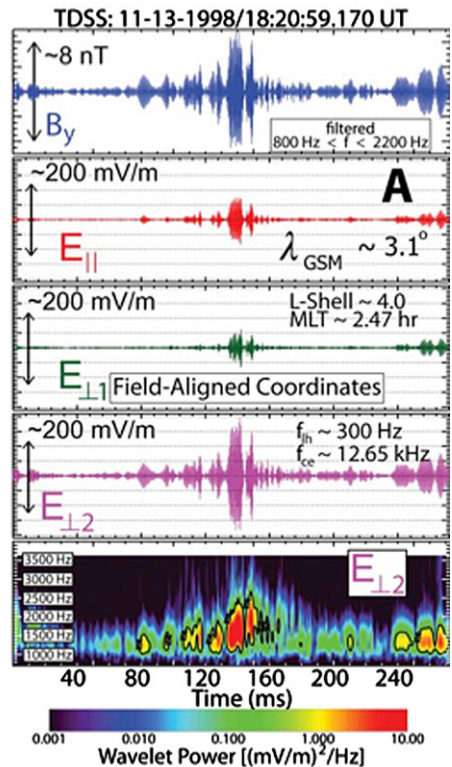 TDSS: 11-13-1998/18:20:59.170 UT
~8 nT
By
filtered
800 Hz < f < 2200 Hz
~200 mV/m
A
E||
λGSM ~ 3.1°
~200 mV/m
L-Shell ~ 4.0
MLT ~ 2.47 hr
E⊥1
Field-Aligned Coordinates
~200 mV/m
flh ~ 300 Hz
fce ~ 12.65 kHz
E⊥2
3500 Hz
E⊥2
3000 Hz
2500 Hz
2000 Hz
1500 Hz
1000 Hz
40 80 120 160 200 240
Time (ms)
0.001 0.010 0.100 1.000 10.00
Wavelet Power [(mV/m)²/Hz]